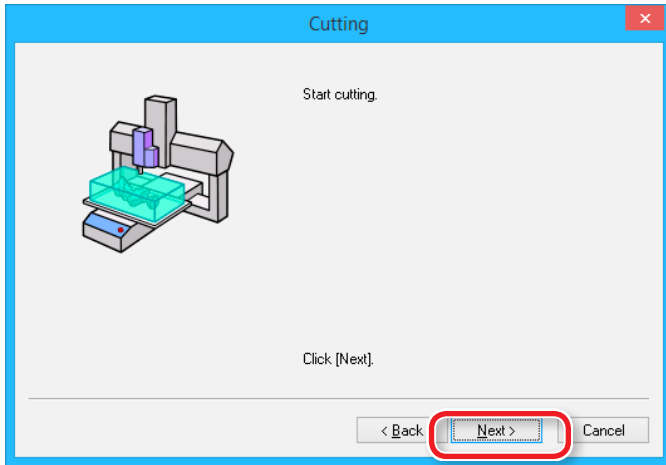 Cutting
Start cutting.
Click [Next].
< Back
Next >
Cancel